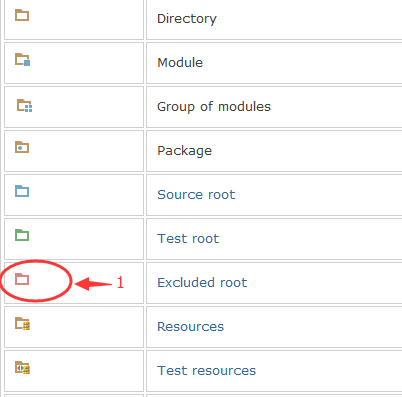 Directory
Module
Group of modules
Package
Source root
Test root
1 Excluded root
Resources
Test resources